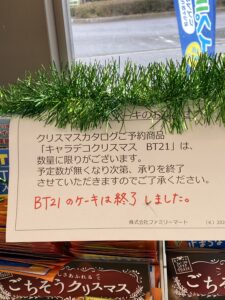 クリスマスカタログご予約商品
「キャラデコクリスマス BT21」は、
数量に限りがございます。
予定数が無くなり次第、承りを終了
させていただきますのでご了承ください。
BT21のケーキは終了しました。
株式会社ファミリーマート
ごちそうクリスマス
ごちそう